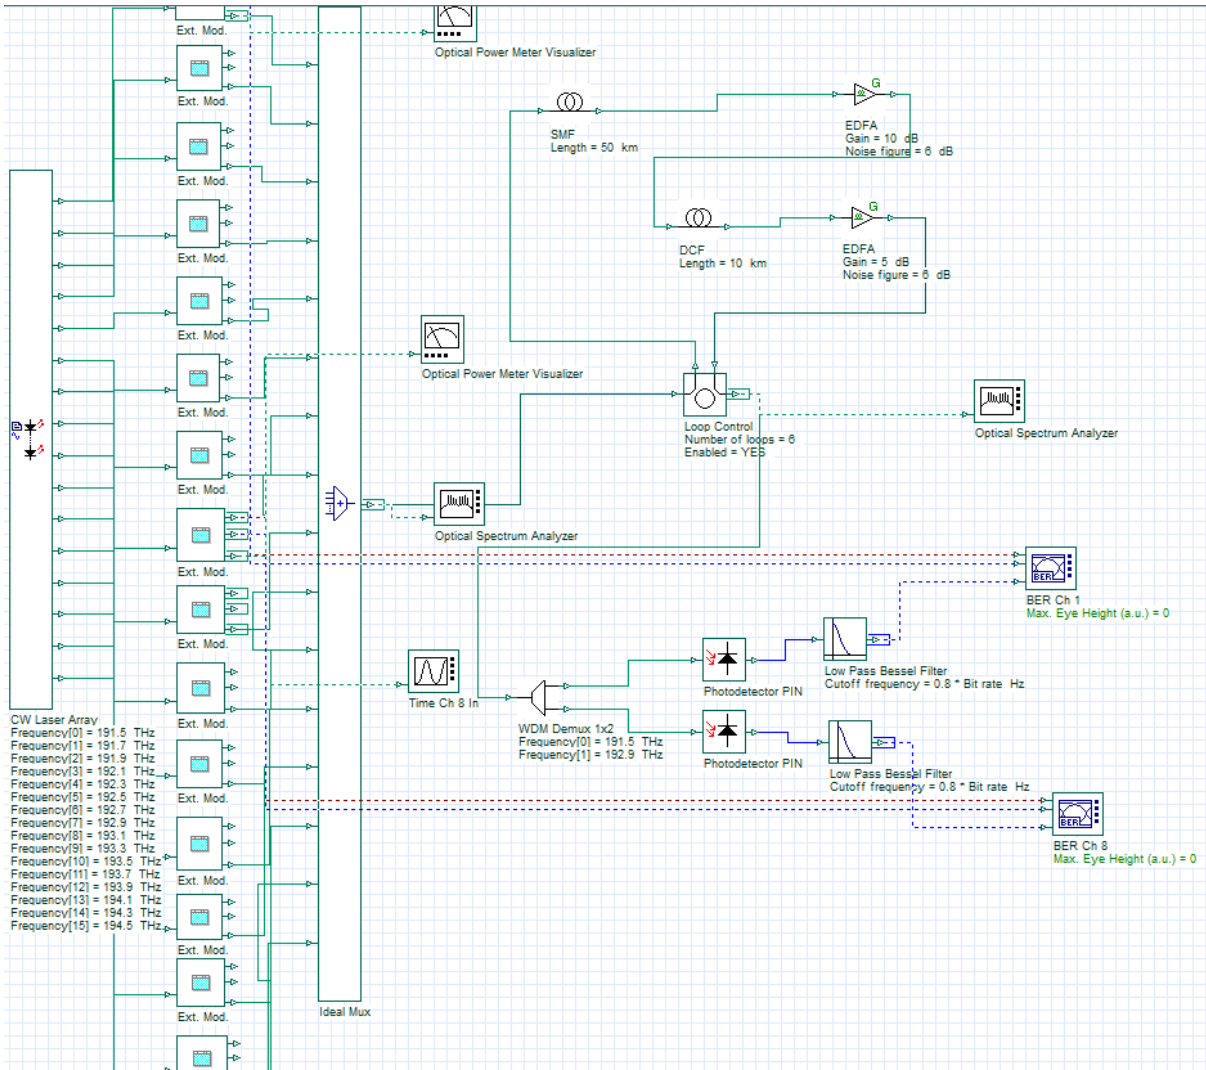 Ext. Mod.
Optical Power Meter Visualizer
Ext. Mod.
Ext. Mod.
Ext. Mod.
Ext. Mod.
Ext. Mod.
Ext. Mod.
Ext. Mod.
Ext. Mod.
Ext. Mod.
Ext. Mod.
Ext. Mod.
Ext. Mod.
Ext. Mod.
SMF
Length = 50 km
G
EDFA
Gain = 10 dB
Noise figure = 6 dB
DCF
Length = 10 km
G
EDFA
Gain = 5 dB
Noise figure = 6 dB
Optical Power Meter Visualizer
Loop Control
Number of loops = 6
Enabled = YES
Optical Spectrum Analyzer
Optical Spectrum Analyzer
BER
BER Ch 1
Max. Eye Height (a.u.) = 0
Time Ch 8 In
Photodetector PIN
Low Pass Bessel Filter
Cutoff frequency = 0.8 * Bit rate Hz
WDM Demux 1x2
Frequency[0] = 191.5 THz
Frequency[1] = 192.9 THz
Photodetector PIN
Low Pass Bessel Filter
Cutoff frequency = 0.8 * Bit rate Hz
BER
BER Ch 8
Max. Eye Height (a.u.) = 0
CW Laser Array
Frequency[0] = 191.5 THz
Frequency[1] = 191.7 THz
Frequency[2] = 191.9 THz
Frequency[3] = 192.1 THz
Frequency[4] = 192.3 THz
Frequency[5] = 192.5 THz
Frequency[6] = 192.7 THz
Frequency[7] = 192.9 THz
Frequency[8] = 193.1 THz
Frequency[9] = 193.3 THz
Frequency[10] = 193.5 THz
Frequency[11] = 193.7 THz
Frequency[12] = 193.9 THz
Frequency[13] = 194.1 THz
Frequency[14] = 194.3 THz
Frequency[15] = 194.5 THz
Ideal Mux